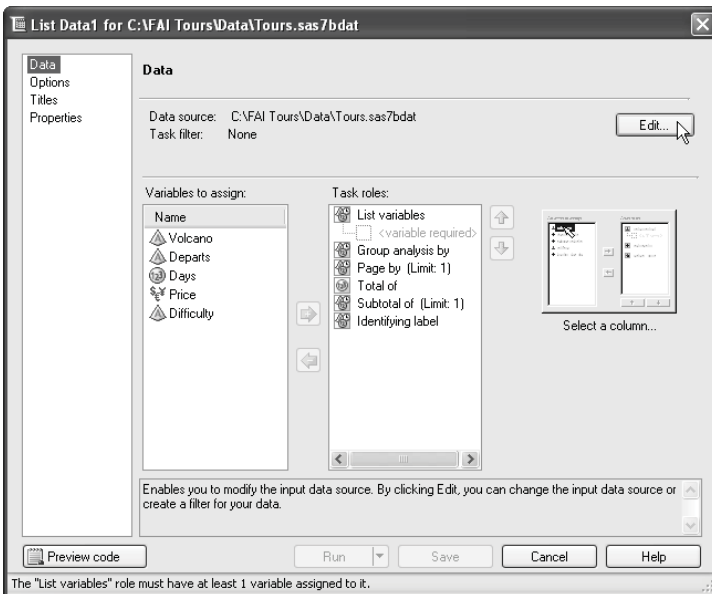 List Data1 for C:\FAI Tours\Data\Tours.sas7bdat
Data
Options
Titles
Properties
Data
Data source: C:\FAI Tours\Data\Tours.sas7bdat
Task filter: None
Edit...
Variables to assign:
Name
Volcano
Departs
Days
Price
Difficulty
Task roles:
List variables
<variable required>
Group analysis by
Page by (Limit: 1)
Total of
Subtotal of (Limit: 1)
Identifying label
Select a column...
Enables you to modify the input data source. By clicking Edit, you can change the input data source or
create a filter for your data.
Preview code
Run
Save
Cancel
Help
The "List variables" role must have at least 1 variable assigned to it.